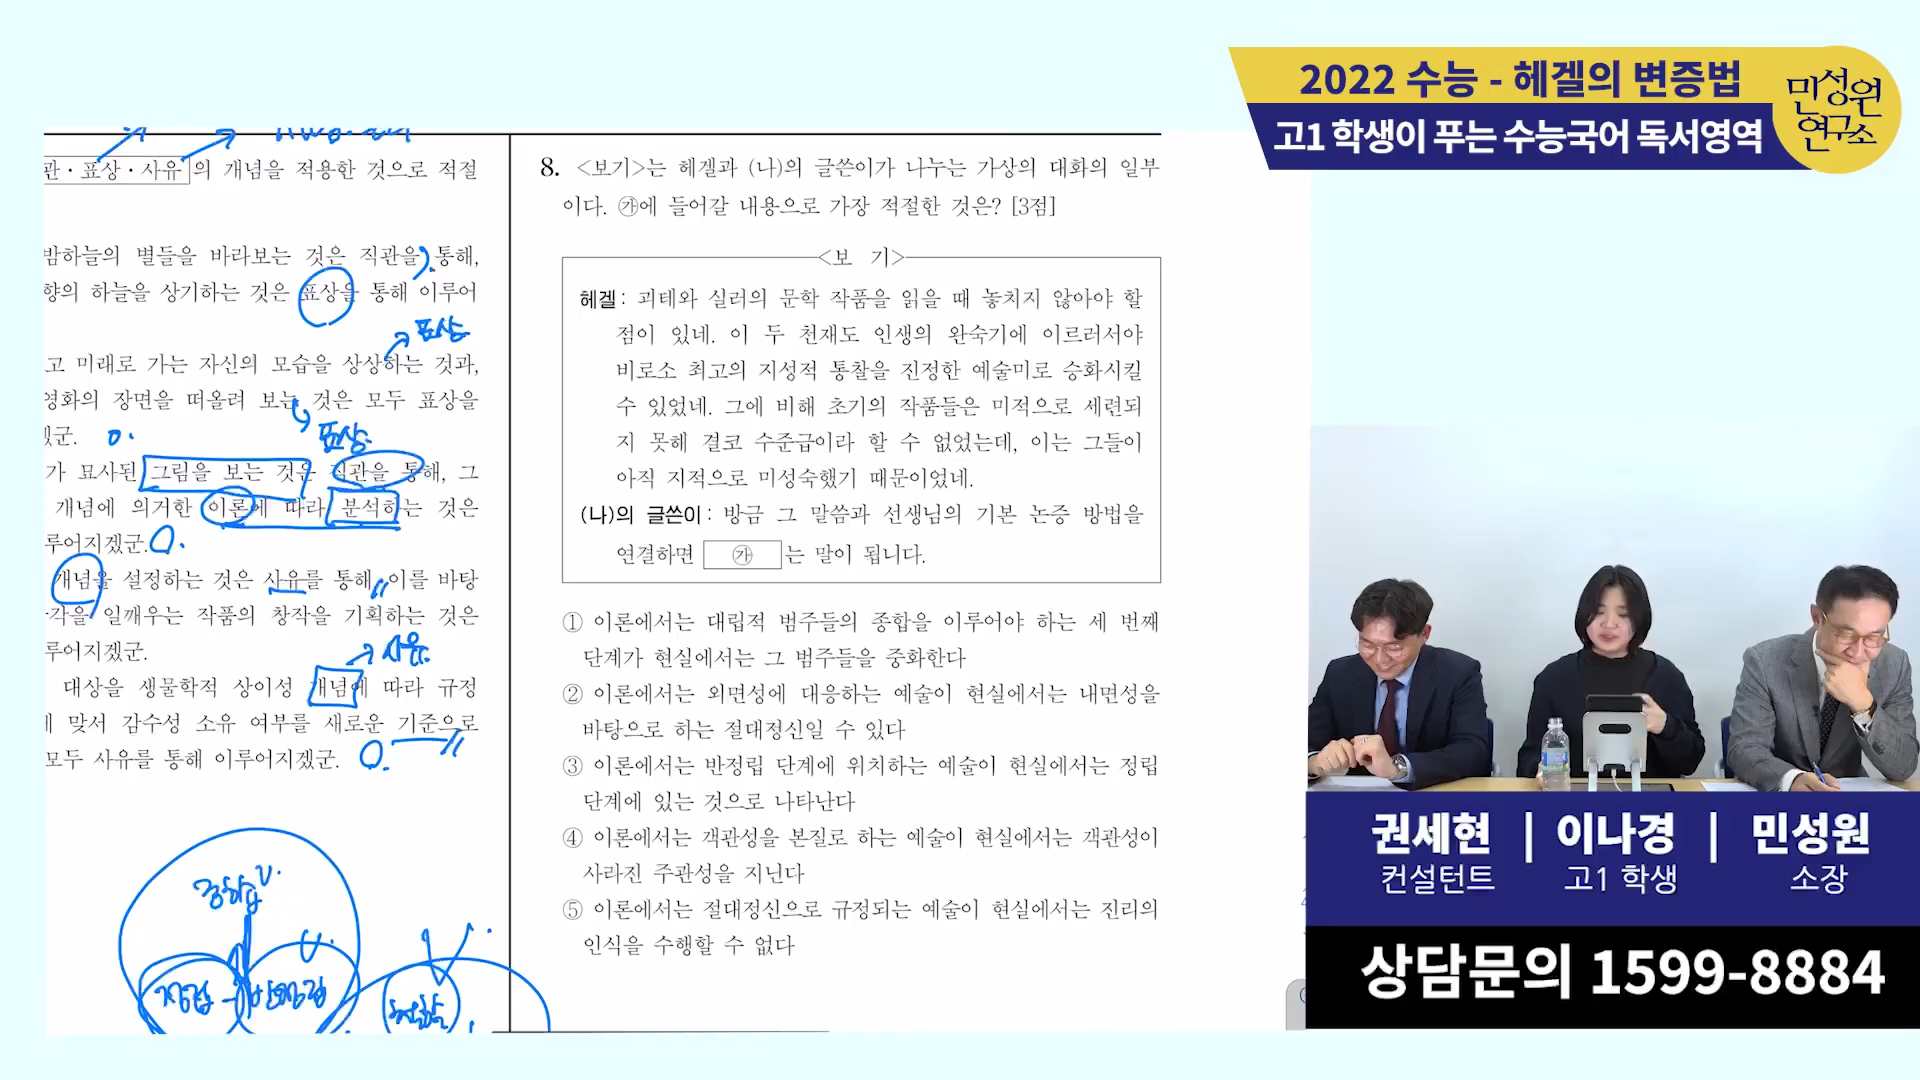 2022 수능 - 헤겔의 변증법
고1 학생이 푸는 수능국어 독서영역
민성원
연구소
관·표상·사유 의 개념을 적용한 것으로 적절
밤하늘의 별들을 바라보는 것은 직관을 통해,
향의 하늘을 상기하는 것은 표상을 통해 이루어
표상
고 미래로 가는 자신의 모습을 상상하는 것과,
영화의 장면을 떠올려 보는 것은 모두 표상을
겠군.
표상
가 묘사된 그림을 보는 것은 직관을 통해, 그
개념에 의거한 이론에 따라 분석하는 것은
루어지겠군.
개념을 설정하는 것은 사유를 통해, 이를 바탕
각을 일깨우는 작품의 창작을 기획하는 것은
루어지겠군.
사유
대상을 생물학적 상이성 개념에 따라 규정
맞서 감수성 소유 여부를 새로운 기준으로
모두 사유를 통해 이루어지겠군.
정립
반정립
8. <보기>는 헤겔과 (나)의 글쓴이가 나누는 가상의 대화의 일부
이다. ㉮에 들어갈 내용으로 가장 적절한 것은? [3점]
<보 기>
헤겔: 괴테와 실러의 문학 작품을 읽을 때 놓치지 않아야 할
점이 있네. 이 두 천재도 인생의 완숙기에 이르러서야
비로소 최고의 지성적 통찰을 진정한 예술미로 승화시킬
수 있었네. 그에 비해 초기의 작품들은 미적으로 세련되
지 못해 결코 수준급이라 할 수 없었는데, 이는 그들이
아직 지적으로 미성숙했기 때문이었네.
(나)의 글쓴이: 방금 그 말씀과 선생님의 기본 논증 방법을
연결하면 ㉮ 는 말이 됩니다.
① 이론에서는 대립적 범주들의 종합을 이루어야 하는 세 번째
단계가 현실에서는 그 범주들을 중화한다
② 이론에서는 외면성에 대응하는 예술이 현실에서는 내면성을
바탕으로 하는 절대정신일 수 있다
③ 이론에서는 반정립 단계에 위치하는 예술이 현실에서는 정립
단계에 있는 것으로 나타난다
④ 이론에서는 객관성을 본질로 하는 예술이 현실에서는 객관성이
사라진 주관성을 지닌다
⑤ 이론에서는 절대정신으로 규정되는 예술이 현실에서는 진리의
인식을 수행할 수 없다
권세현 | 이나경 | 민성원
컨설턴트 고1 학생 소장
상담문의 1599-8884